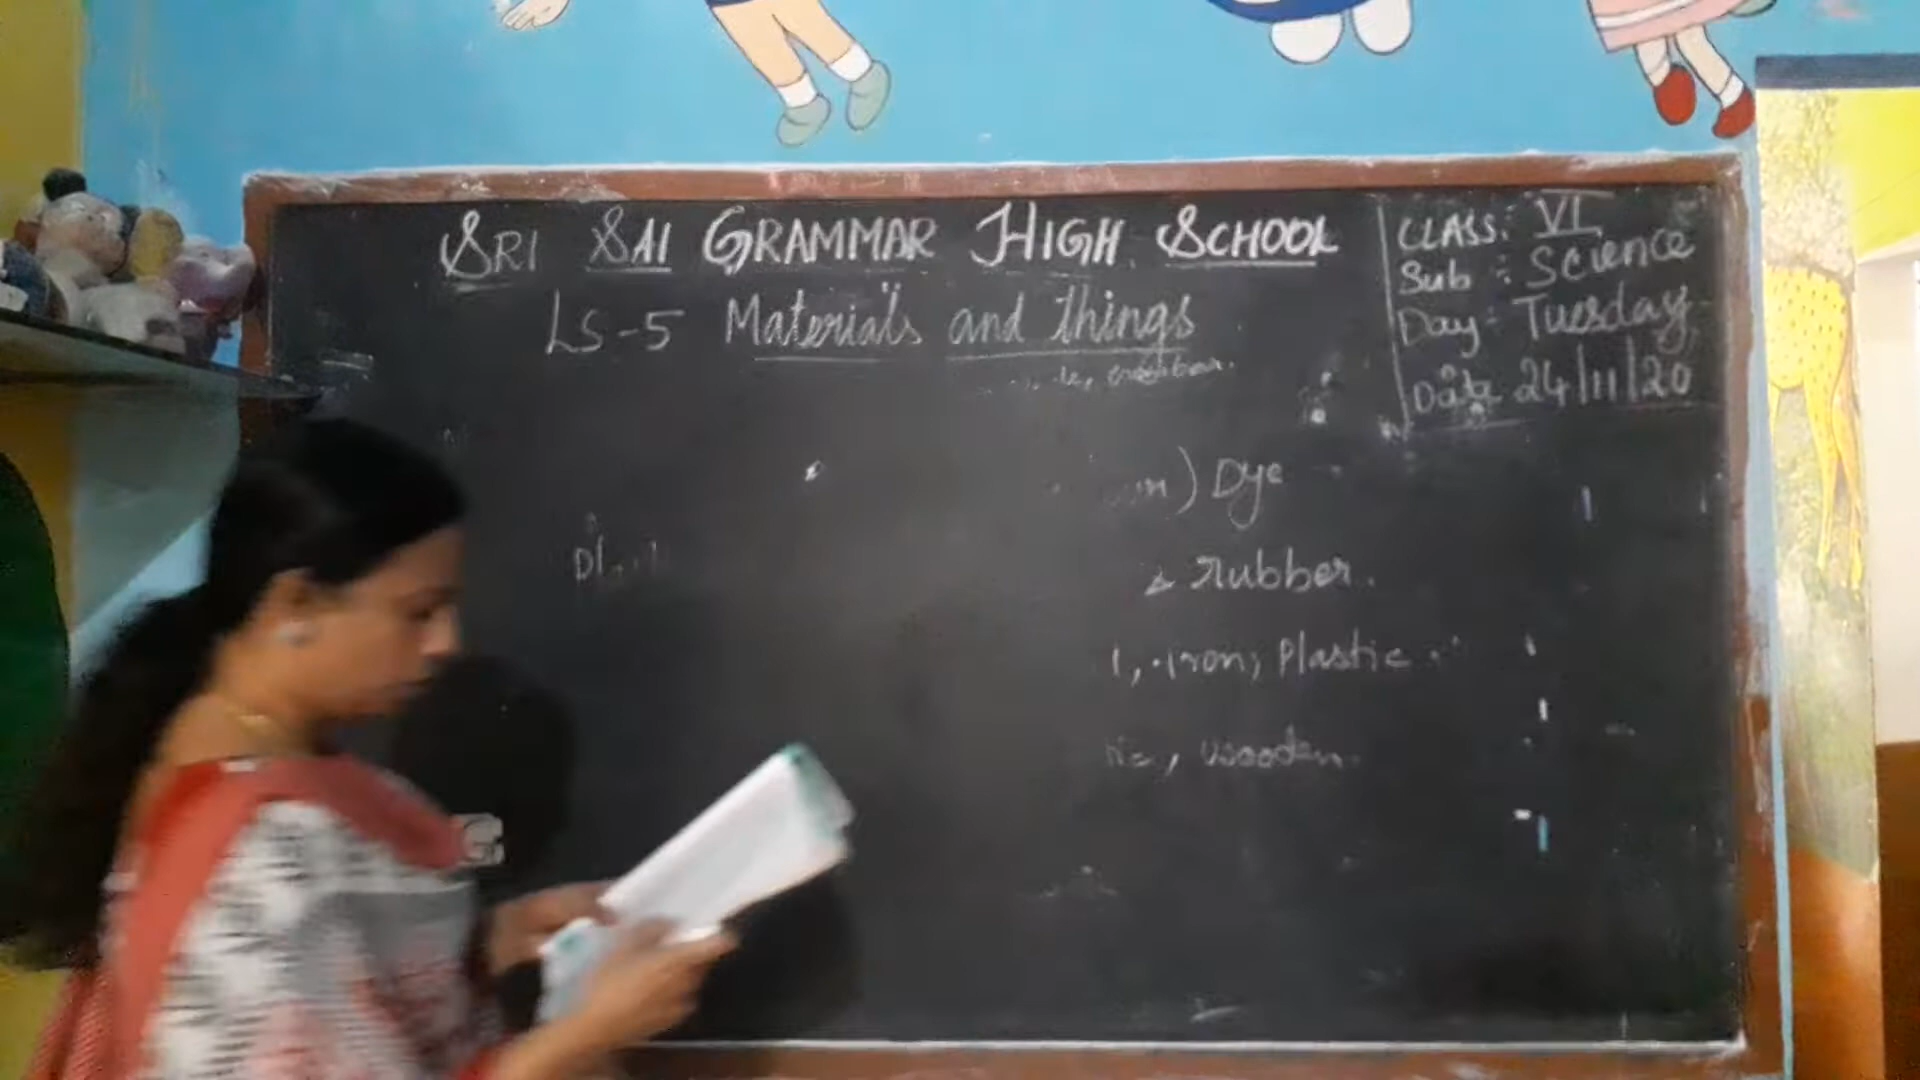 SRI SAI GRAMMAR HIGH SCHOOL
LS-5 Materials and things
CLASS: VI
Sub : Science
Day: Tuesday
Date 24/11/20
) Dye
rubber.
, iron, Plastic.
, wooden.